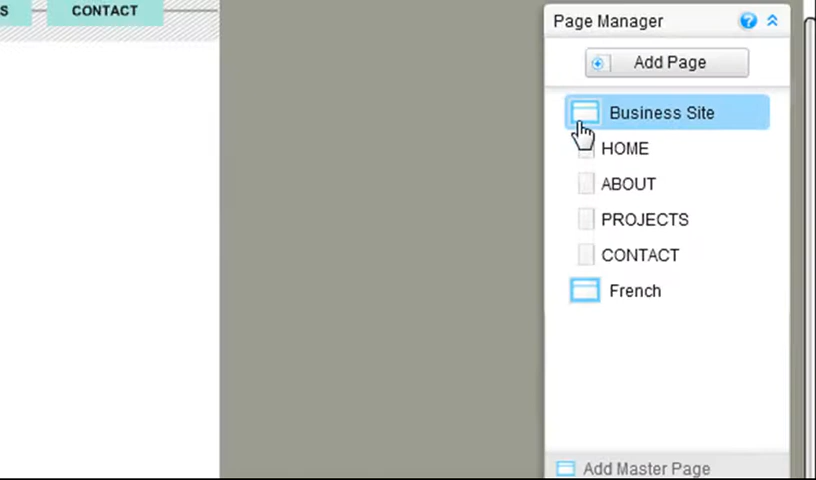 S
CONTACT
Page Manager
?
Add Page
Business Site
HOME
ABOUT
PROJECTS
CONTACT
French
Add Master Page